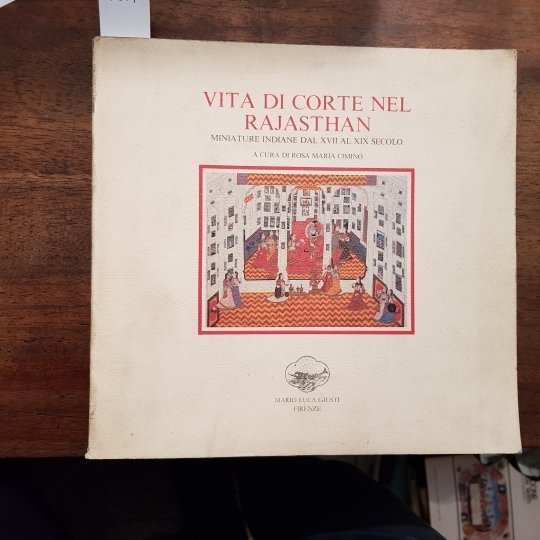 VITA DI CORTE NEL
RAJASTHAN
MINIATURE INDIANE DAL XVII AL XIX SECOLO
A CURA DI ROSA MARIA CIMINO
MARIO LUCA GIUSTI
FIRENZE